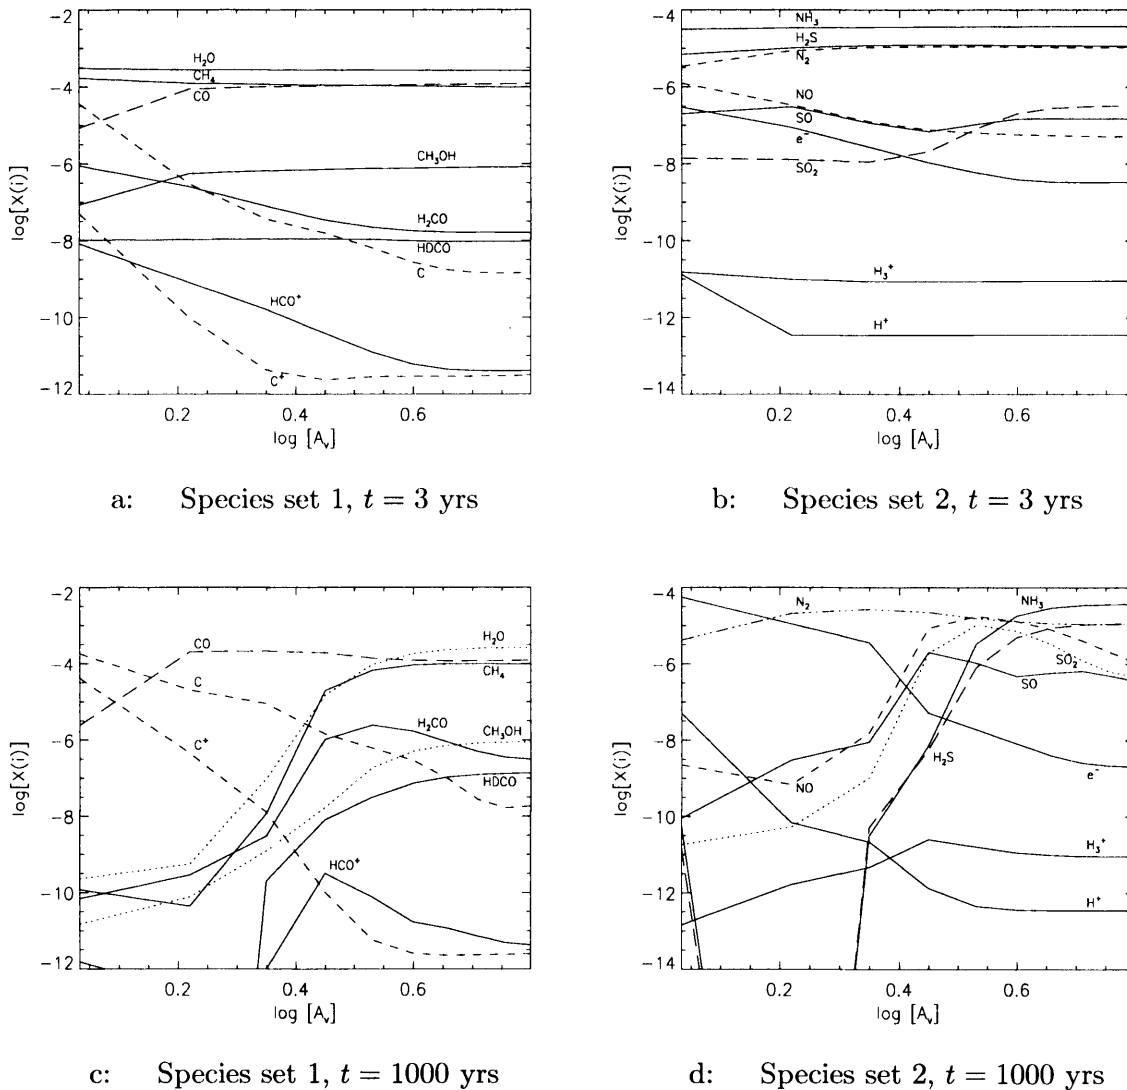 −2
−4
−6
−8
−10
−12
log[X(i)]
H₂O
CH₄
CO
CH₃OH
H₂CO
HDCO
C
HCO⁺
C⁺
0.2
0.4
0.6
log [Aᵥ]
a: Species set 1, t = 3 yrs
−4
−6
−8
−10
−12
−14
log[X(i)]
NH₃
H₂S
N₂
NO
SO
e⁻
SO₂
H₃⁺
H⁺
0.2
0.4
0.6
log [Aᵥ]
b: Species set 2, t = 3 yrs
−2
−4
−6
−8
−10
−12
log[X(i)]
CO
C
C⁺
H₂O
CH₄
H₂CO
CH₃OH
HDCO
HCO⁺
0.2
0.4
0.6
log [Aᵥ]
c: Species set 1, t = 1000 yrs
−4
−6
−8
−10
−12
−14
log[X(i)]
N₂
NH₃
SO₂
SO
H₂S
NO
e⁻
H₃⁺
H⁺
0.2
0.4
0.6
log [Aᵥ]
d: Species set 2, t = 1000 yrs